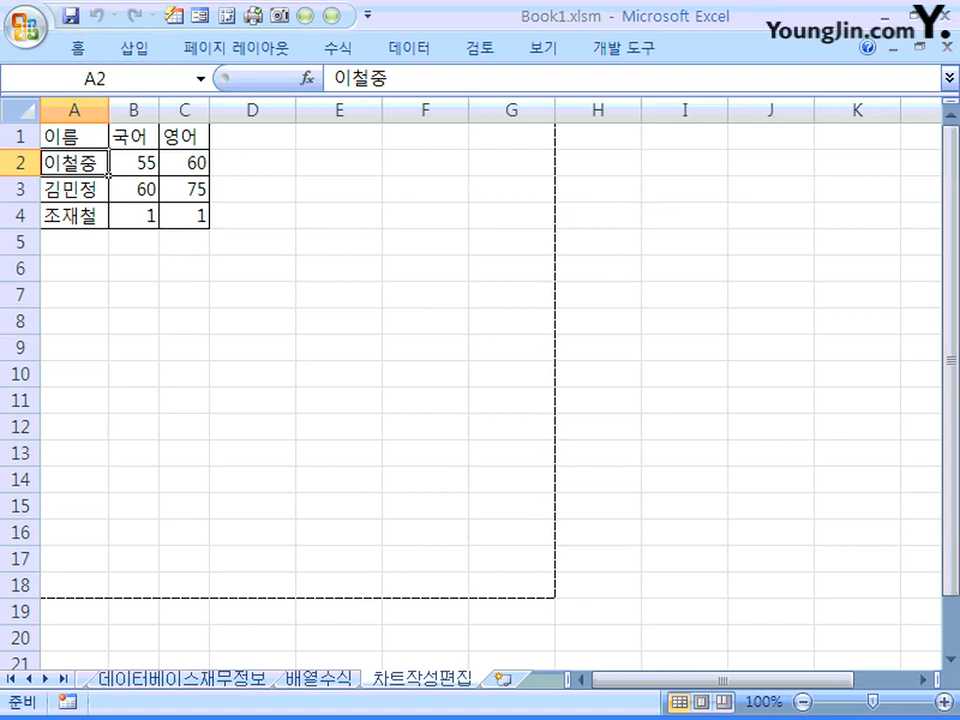 Book1.xlsm - Microsoft Excel
YoungJin.com Y.
홈 삽입 페이지 레이아웃 수식 데이터 검토 보기 개발 도구
A2 fx 이철중
A B C D E F G H I J K
1 이름 국어 영어
2 이철중 55 60
3 김민정 60 75
4 조재철 1 1
5
6
7
8
9
10
11
12
13
14
15
16
17
18
19
20
21
데이터베이스재무정보 배열수식 차트작성편집
준비 100%